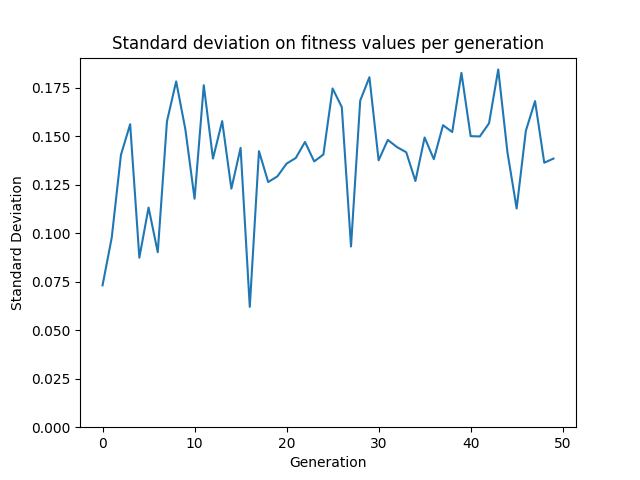 Standard deviation on fitness values per generation
Standard Deviation
0.175
0.150
0.125
0.100
0.075
0.050
0.025
0.000
0 10 20 30 40 50
Generation